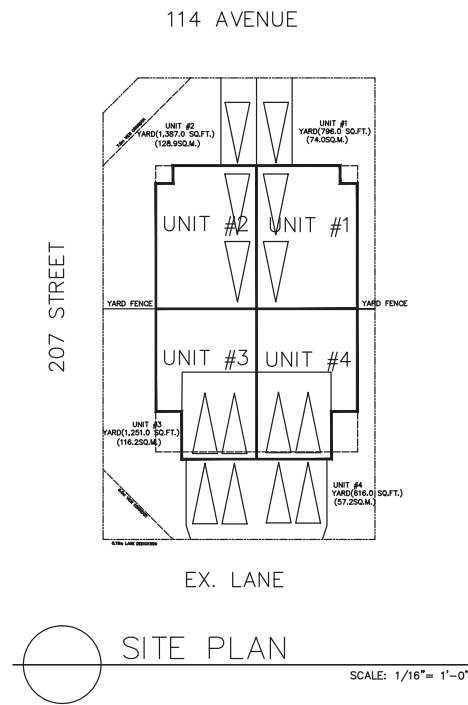 114 AVENUE
UNIT #2
YARD(1,387.0 SQ.FT.)
(128.9SQ.M.)
UNIT #1
YARD(796.0 SQ.FT.)
(74.0SQ.M.)
UNIT #2
UNIT #1
207 STREET
YARD FENCE
YARD FENCE
UNIT #3
UNIT #4
UNIT #3
YARD(1,251.0 SQ.FT.)
(116.2SQ.M.)
UNIT #4
YARD(616.0 SQ.FT.)
(57.2SQ.M.)
EX. LANE
SITE PLAN
SCALE: 1/16"= 1'-0"